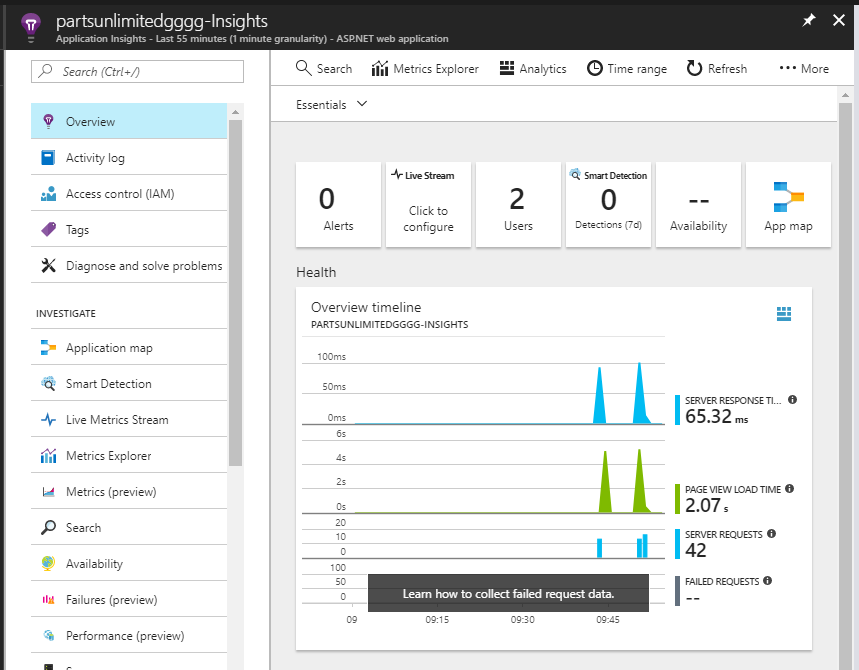 partsunlimitedgggg-Insights
Application Insights - Last 55 minutes (1 minute granularity) - ASP.NET web application
Search (Ctrl+/)
Overview
Activity log
Access control (IAM)
Tags
Diagnose and solve problems
INVESTIGATE
Application map
Smart Detection
Live Metrics Stream
Metrics Explorer
Metrics (preview)
Search
Availability
Failures (preview)
Performance (preview)
Search
Metrics Explorer
Analytics
Time range
Refresh
More
Essentials
0
Alerts
Live Stream
Click to
configure
2
Users
Smart Detection
0
Detections (7d)
--
Availability
App map
Health
Overview timeline
PARTSUNLIMITEDGGGG-INSIGHTS
100ms
50ms
0ms
SERVER RESPONSE TI...
65.32 ms
6s
4s
2s
0s
PAGE VIEW LOAD TIME
2.07 s
20
10
0
SERVER REQUESTS
42
100
50
0
FAILED REQUESTS
--
Learn how to collect failed request data.
09
09:15
09:30
09:45